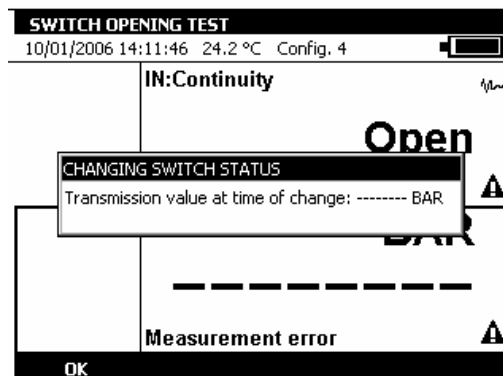 SWITCH OPENING TEST
10/01/2006 14:11:46 24.2 °C Config. 4
IN:Continuity
Open
CHANGING SWITCH STATUS
Transmission value at time of change: -------- BAR
BAR
--------
Measurement error
OK